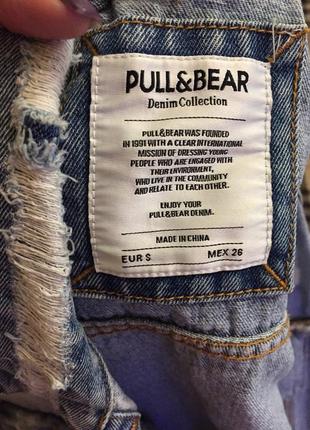 PULL&BEAR
Denim Collection
PULL&BEAR WAS FOUNDED
IN 1991 WITH A CLEAR INTERNATIONAL
MISSION OF DRESSING YOUNG
PEOPLE WHO ARE ENGAGED WITH
THEIR ENVIRONMENT,
WHO LIVE IN THE COMMUNITY
AND RELATE TO EACH OTHER.
ENJOY YOUR
PULL&BEAR DENIM.
MADE IN CHINA
EUR S MEX 26